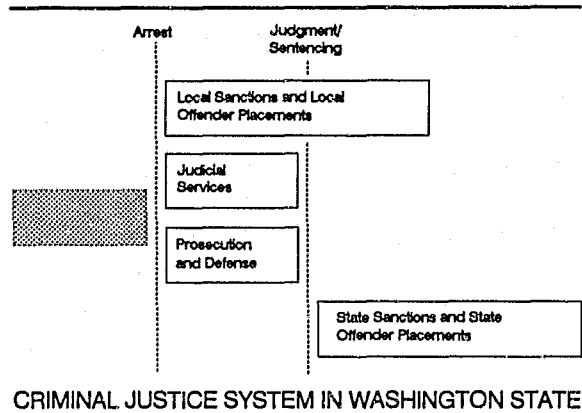 Arrest
Judgment/
Sentencing
Local Sanctions and Local
Offender Placements
Judicial
Services
Prosecution
and Defense
State Sanctions and State
Offender Placements
CRIMINAL JUSTICE SYSTEM IN WASHINGTON STATE